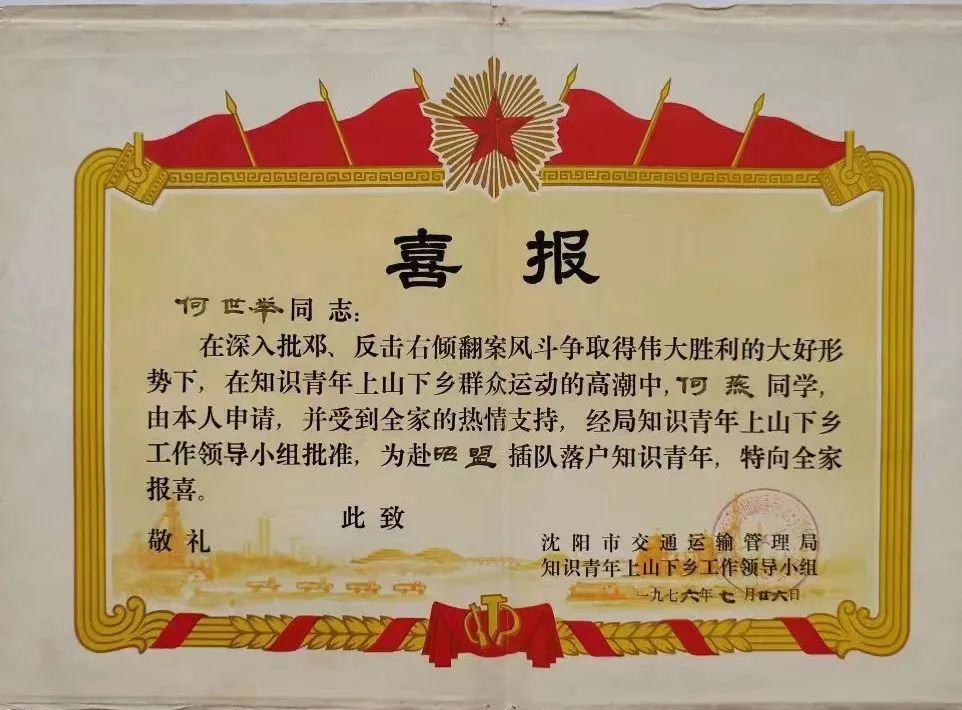 喜 报
何世举同 志：
在深入批邓、反击右倾翻案风斗争取得伟大胜利的大好形
势下，在知识青年上山下乡群众运动的高潮中，何燕同学，
由本人申请，并受到全家的热情支持，经局知识青年上山下乡
工作领导小组批准，为赴昭盟插队落户知识青年，特向全家
报喜。
此 致
敬 礼
沈阳市交通运输管理局
知识青年上山下乡工作领导小组
一九七六年七月廿六日